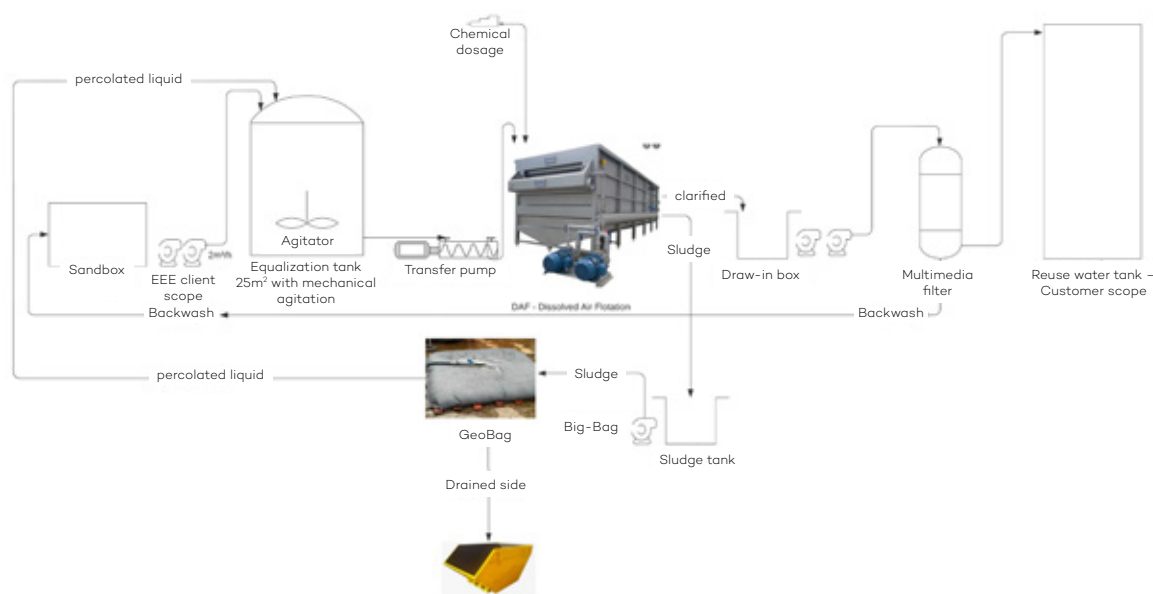 Chemical
dosage
percolated liquid
clarified
Agitator
Sludge
Sandbox
2m³/h
EEE client
scope
Equalization tank
25m² with mechanical
agitation
Transfer pump
Draw-in box
Multimedia
filter
Reuse water tank –
Customer scope
DAF - Dissolved Air Flotation
Backwash
Backwash
percolated liquid
Sludge
Big-Bag
GeoBag
Sludge tank
Drained side